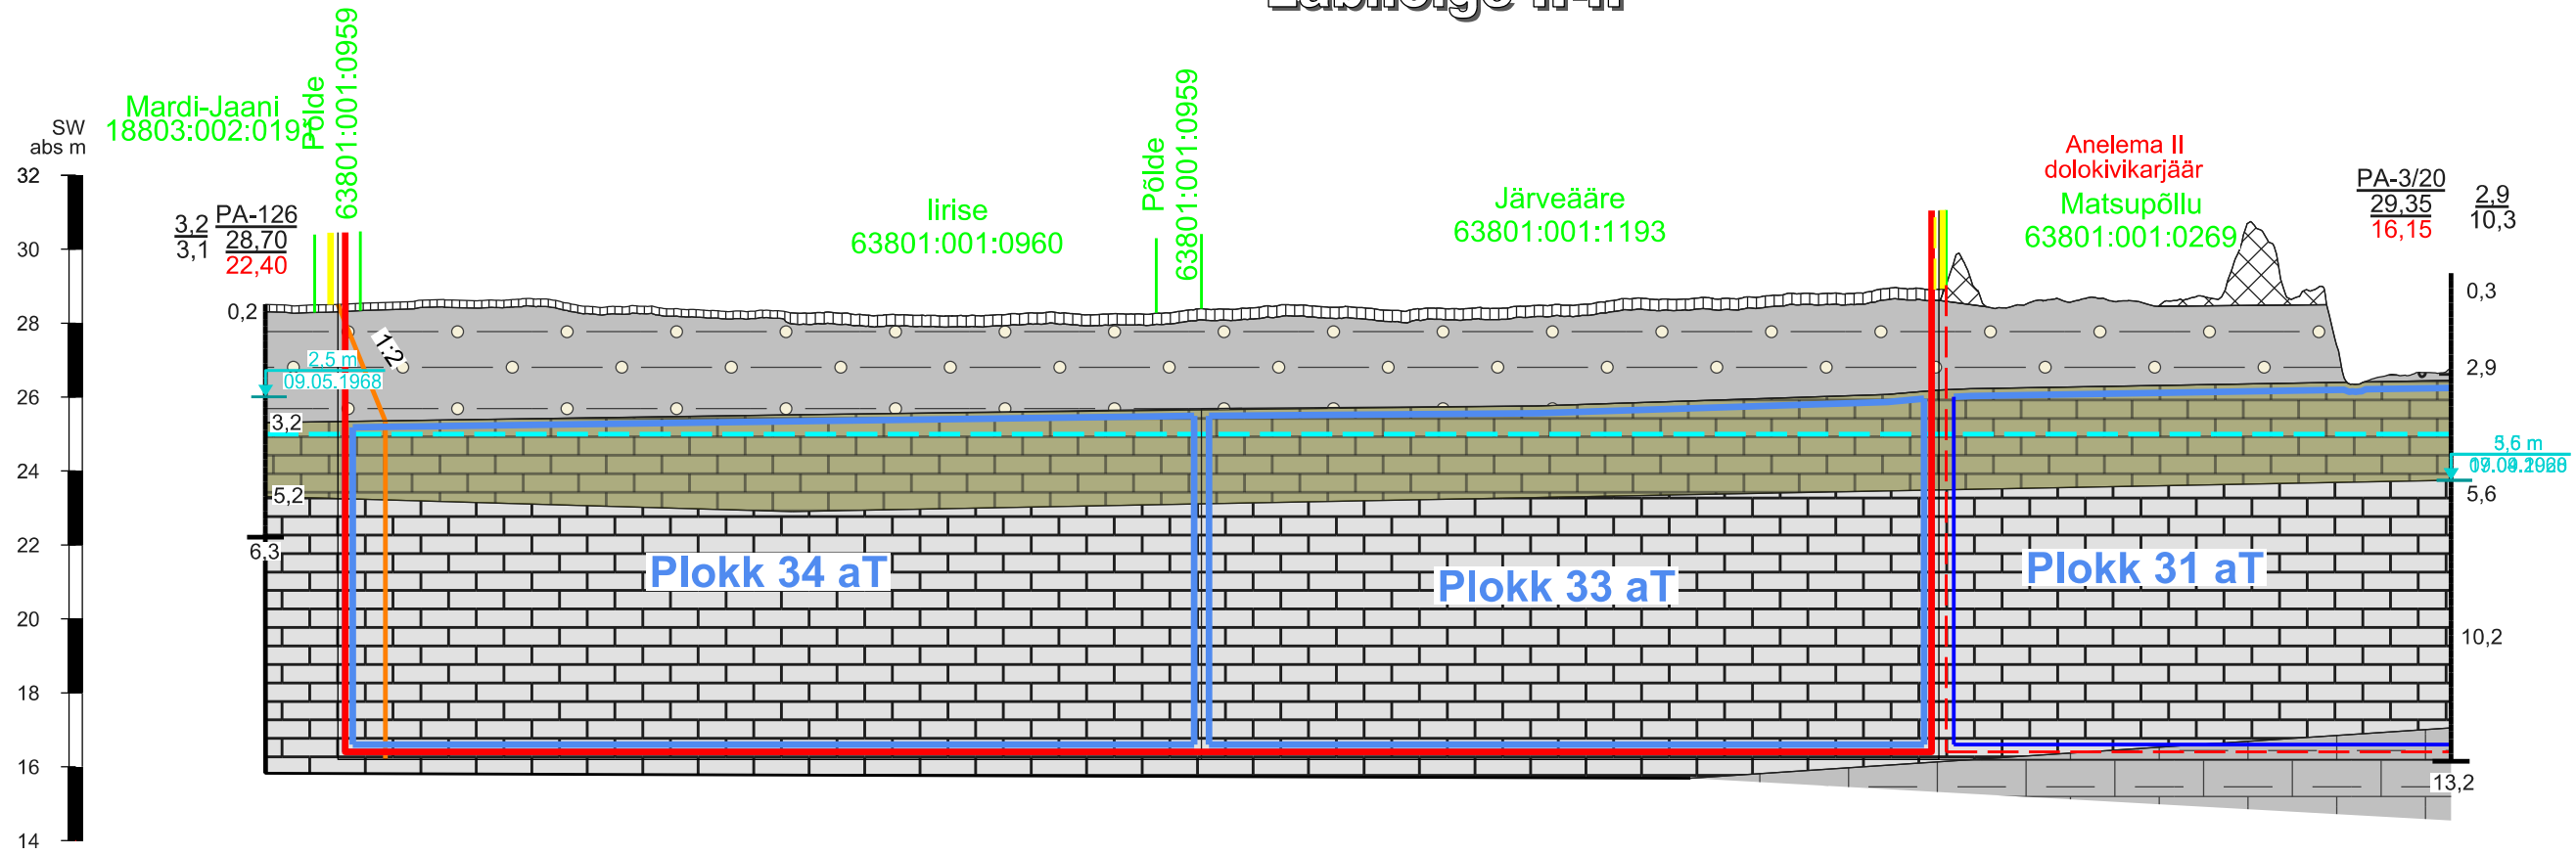 Mardi-Jaani
18803:002:0191
Põlde
63801:001:0959
SW
abs m
32
30
28
26
24
22
20
18
16
14
3,2
3,1
PA-126
28,70
22,40
Iirise
63801:001:0960
Põlde
63801:001:0959
Järveääre
63801:001:1193
Anelema II
dolokivikarjäär
Matsupõllu
63801:001:0269
PA-3/20
29,35
16,15
2,9
10,3
0,2
1:2
2,5 m
09.05.1968
3,2
5,2
6,3
Plokk 34 aT
Plokk 33 aT
Plokk 31 aT
0,3
2,9
5,6
10,2
13,2